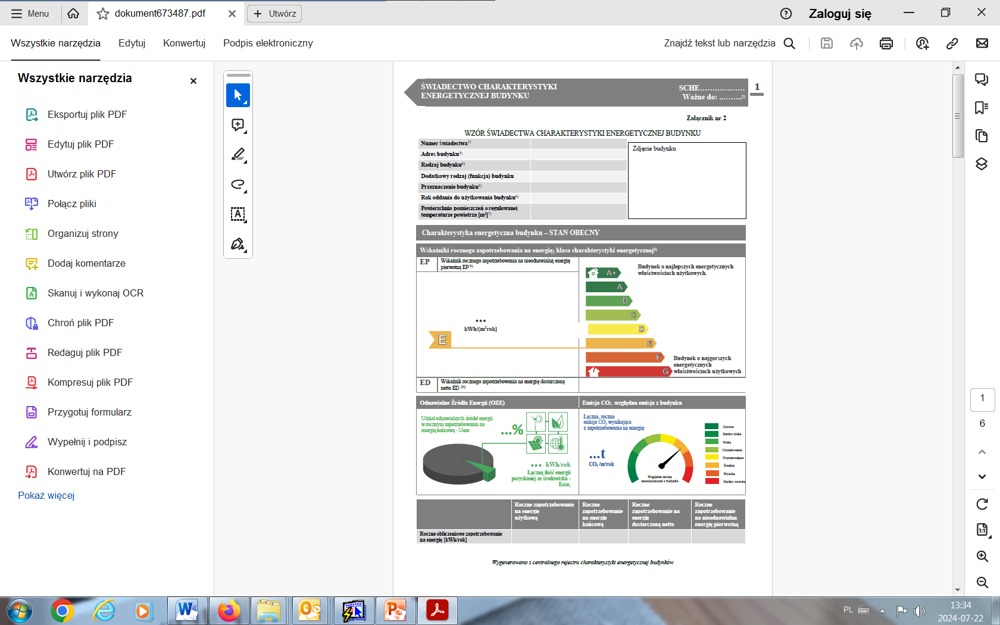 Menu
dokument673487.pdf
Utwórz
Zaloguj się
Wszystkie narzędzia
Edytuj
Konwertuj
Podpis elektroniczny
Znajdź tekst lub narzędzia
Wszystkie narzędzia
Eksportuj plik PDF
Edytuj plik PDF
Utwórz plik PDF
Połącz pliki
Organizuj strony
Dodaj komentarze
Skanuj i wykonaj OCR
Chroń plik PDF
Redaguj plik PDF
Kompresuj plik PDF
Przygotuj formularz
Wypełnij i podpisz
Konwertuj na PDF
Pokaż więcej
ŚWIADECTWO CHARAKTERYSTYKI
ENERGETYCZNEJ BUDYNKU
SCHE………………
Ważne do: ………²⁾
1
Załącznik nr 2
WZÓR ŚWIADECTWA CHARAKTERYSTYKI ENERGETYCZNEJ BUDYNKU
Numer świadectwa¹⁾
Adres budynku³⁾
Rodzaj budynku⁴⁾
Dodatkowy rodzaj (funkcja) budynku
Przeznaczenie budynku⁵⁾
Rok oddania do użytkowania budynku⁶⁾
Powierzchnia pomieszczeń o regulowanej
temperaturze powietrza [m²]⁷⁾
Zdjęcie budynku
Charakterystyka energetyczna budynku – STAN OBECNY
Wskaźniki rocznego zapotrzebowania na energię; klasa charakterystyki energetycznej⁸⁾
EP
Wskaźnik rocznego zapotrzebowania na nieodnawialną energię
pierwotną EP ⁹⁾
...
kWh/(m²rok)
E
A+
A
B
C
D
E
F
G
Budynek o najlepszych energetycznych
właściwościach użytkowych.
Budynek o najgorszych
energetycznych
właściwościach użytkowych
ED
Wskaźnik rocznego zapotrzebowania na energię dostarczoną
netto ED ¹⁰⁾
Odnawialne Źródła Energii (OZE)
Udział odnawialnych źródeł energii
w rocznym zapotrzebowaniu na
energię końcową - Uoze
...%
... kWh/rok
Łączną ilość energii
pozyskanej ze środowiska -
Eoze,
Emisja CO₂, względna emisja z budynku
Łączna, roczna
emisja CO₂ wynikająca
z zapotrzebowania na energię
...t
CO₂ /m²rok
Względna emisja
zanieczyszczeń z budynku
Zerowa
Bardzo niska
Niska
Umiarkowana
Dopuszczająca
Średnia
Wysoka
Bardzo wysoka
Roczne zapotrzebowanie
na energię
użytkową
Roczne
zapotrzebowanie
na energię
końcową
Roczne
zapotrzebowanie na
energię
dostarczoną netto
Roczne
zapotrzebowanie
na nieodnawialną
energię pierwotną
Roczne obliczeniowe zapotrzebowanie
na energię [kWh/rok]
Wygenerowano z centralnego rejestru charakterystyki energetycznej budynków
1
6
1:1
PL
13:34
2024-07-22